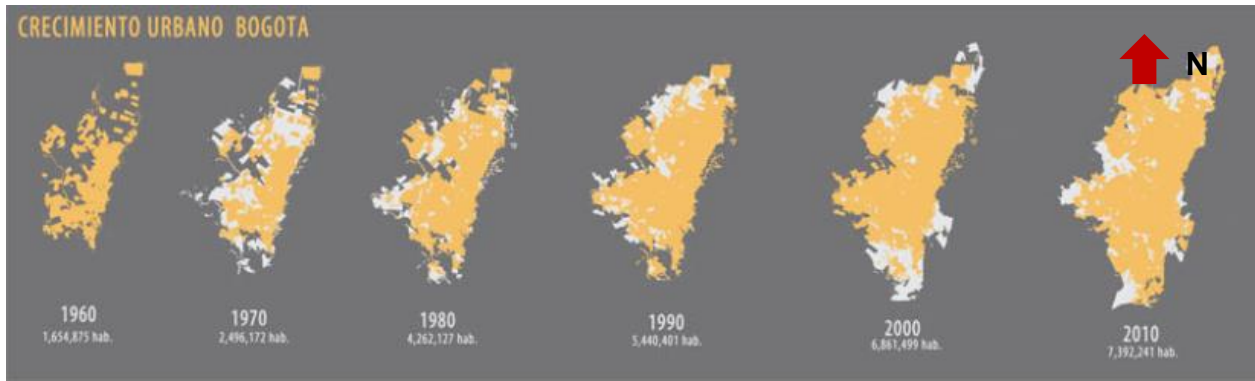 CRECIMIENTO URBANO BOGOTA
N
1960
1,654,875 hab.
1970
2,496,172 hab.
1980
4,262,127 hab.
1990
5,440,401 hab.
2000
6,861,499 hab.
2010
7,392,241 hab.